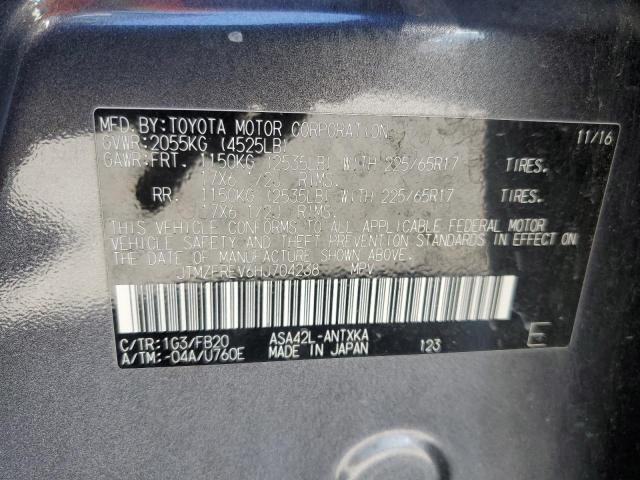 MFD. BY: TOYOTA MOTOR CORPORATION 11/16
GVWR: 2055KG (4525LB)
GAWR: FRT. 1150KG (2535LB) WITH 225/65R17 TIRES,
17X6 1/2J RIMS.
RR. 1150KG (2535LB) WITH 225/65R17 TIRES,
17X6 1/2J RIMS.
THIS VEHICLE CONFORMS TO ALL APPLICABLE FEDERAL MOTOR
VEHICLE SAFETY AND THEFT PREVENTION STANDARDS IN EFFECT ON
THE DATE OF MANUFACTURE SHOWN ABOVE.
JTMZFREV6HJ704268 MPV
C/TR: 1G3/FB20 ASA42L-ANTXKA
A/TM: -04A/U760E MADE IN JAPAN 123 E